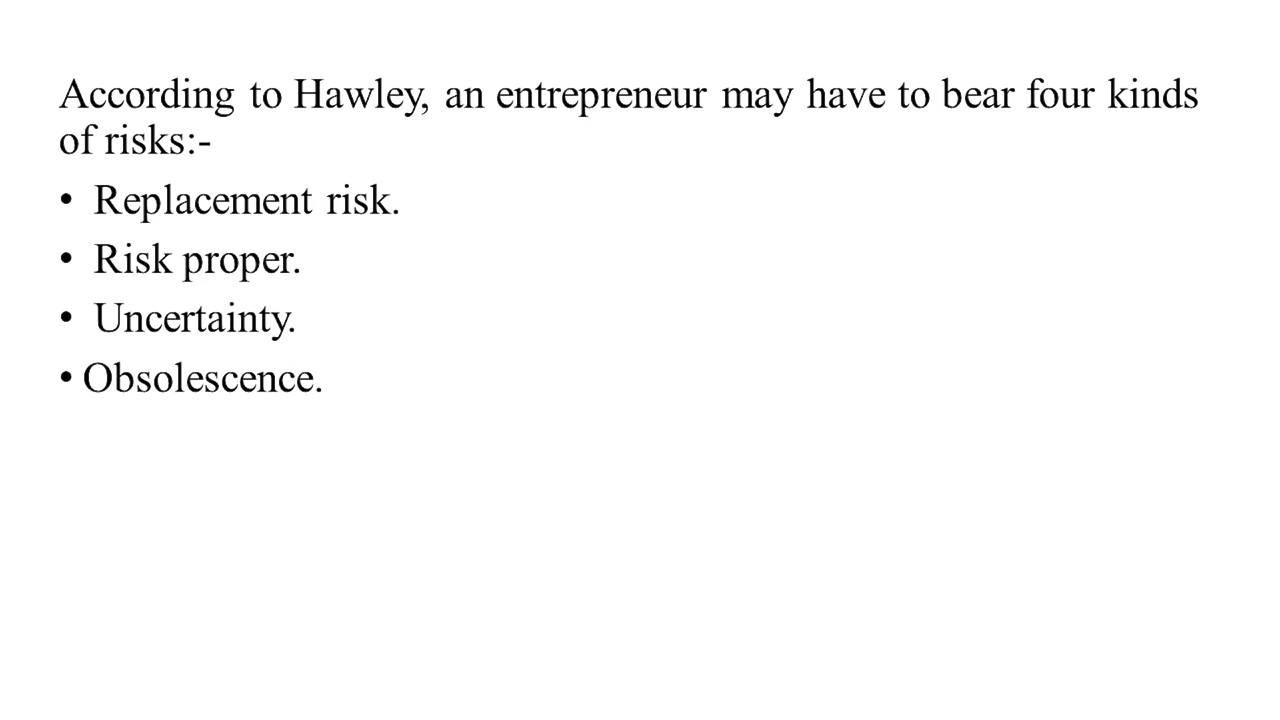 According to Hawley, an entrepreneur may have to bear four kinds
of risks:-
• Replacement risk.
• Risk proper.
• Uncertainty.
• Obsolescence.